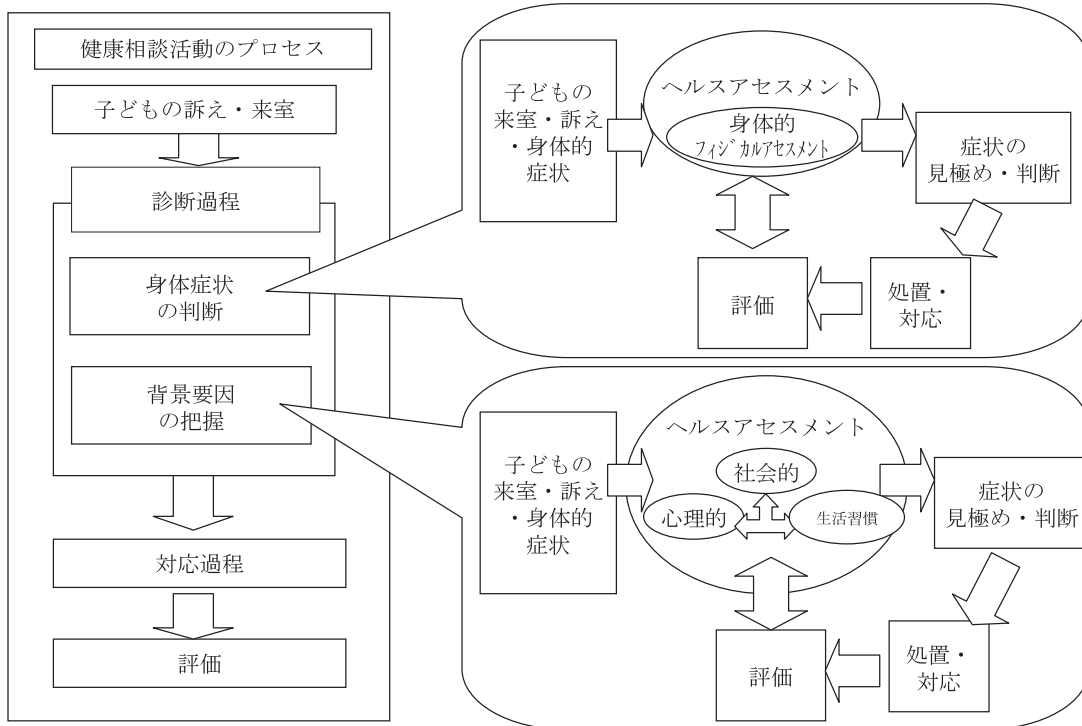 健康相談活動のプロセス
子どもの訴え・来室
診断過程
身体症状
の判断
背景要因
の把握
対応過程
評価
子どもの
来室・訴え
・身体的
症状
ヘルスアセスメント
身体的
フィジカルアセスメント
症状の
見極め・判断
処置・
対応
評価
子どもの
来室・訴え
・身体的
症状
ヘルスアセスメント
社会的
心理的
生活習慣
症状の
見極め・判断
処置・
対応
評価